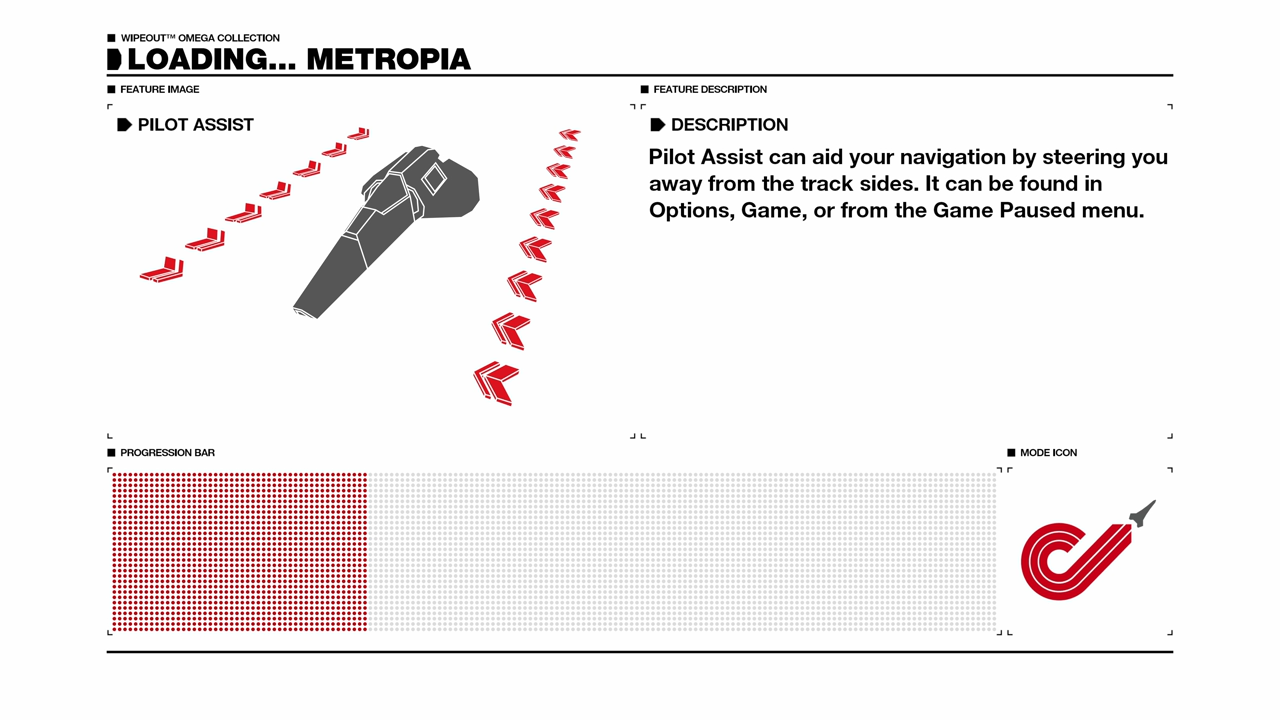 WIPEOUT™ OMEGA COLLECTION
LOADING... METROPIA
FEATURE IMAGE
PILOT ASSIST
FEATURE DESCRIPTION
DESCRIPTION
Pilot Assist can aid your navigation by steering you
away from the track sides. It can be found in
Options, Game, or from the Game Paused menu.
PROGRESSION BAR
MODE ICON